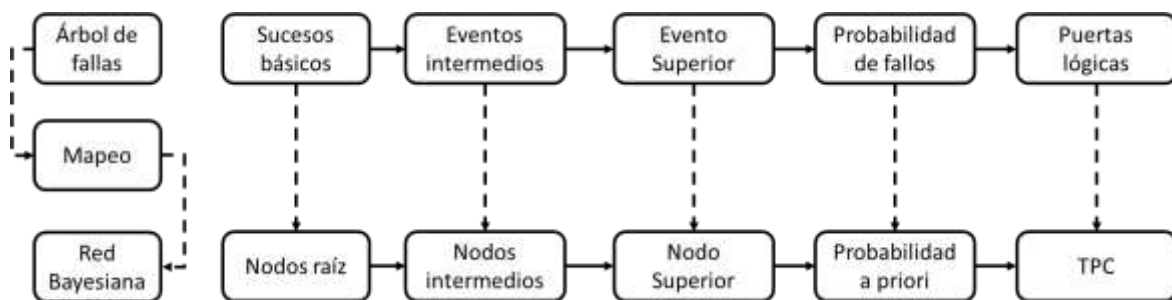 Árbol de
fallas
Sucesos
básicos
Eventos
intermedios
Evento
Superior
Probabilidad
de fallos
Puertas
lógicas
Mapeo
Red
Bayesiana
Nodos raíz
Nodos
intermedios
Nodo
Superior
Probabilidad
a priori
TPC